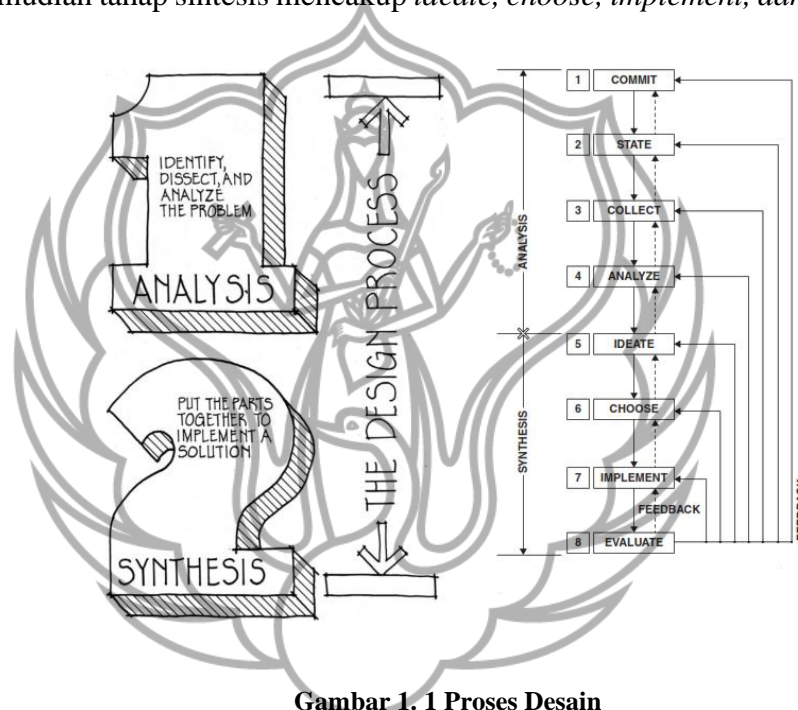 mudian tahap sintesis mencakup ideate, choose, implement, dan
IDENTIFY,
DISSECT, AND
ANALYZE
THE PROBLEM
ANALYSIS
PUT THE PARTS
TOGETHER TO
IMPLEMENT A
SOLUTION
SYNTHESIS
THE DESIGN PROCESS
ANALYSIS
SYNTHESIS
1 COMMIT
2 STATE
3 COLLECT
4 ANALYZE
5 IDEATE
6 CHOOSE
7 IMPLEMENT
FEEDBACK
8 EVALUATE
FEEDBACK
Gambar 1. 1 Proses Desain